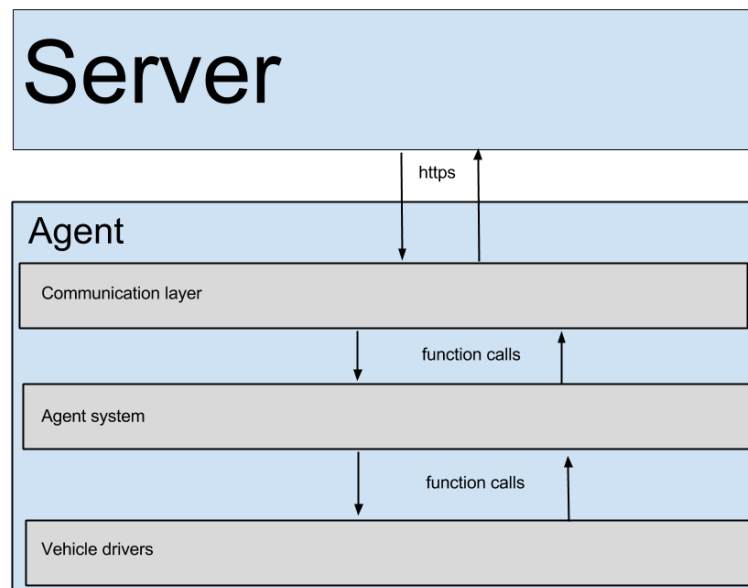 Server
https
Agent
Communication layer
function calls
Agent system
function calls
Vehicle drivers